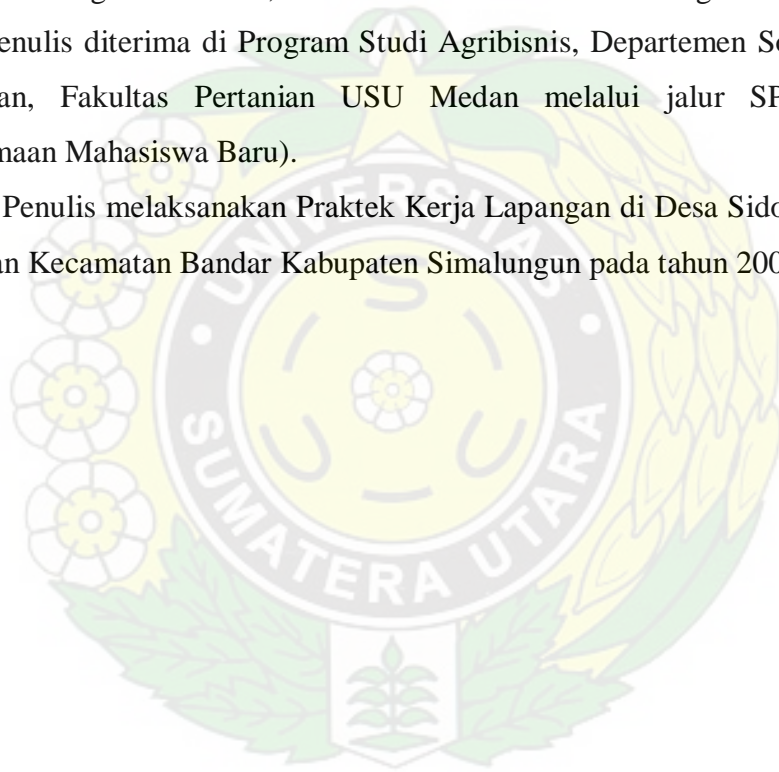 enulis diterima di Program Studi Agribisnis, Departemen So
an, Fakultas Pertanian USU Medan melalui jalur SP
maan Mahasiswa Baru).
Penulis melaksanakan Praktek Kerja Lapangan di Desa Sido
an Kecamatan Bandar Kabupaten Simalungun pada tahun 200
UNIVERSITAS
SUMATERA UTARA